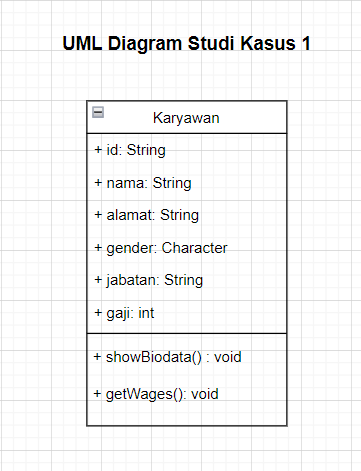 UML Diagram Studi Kasus 1
Karyawan
+ id: String
+ nama: String
+ alamat: String
+ gender: Character
+ jabatan: String
+ gaji: int
+ showBiodata() : void
+ getWages(): void